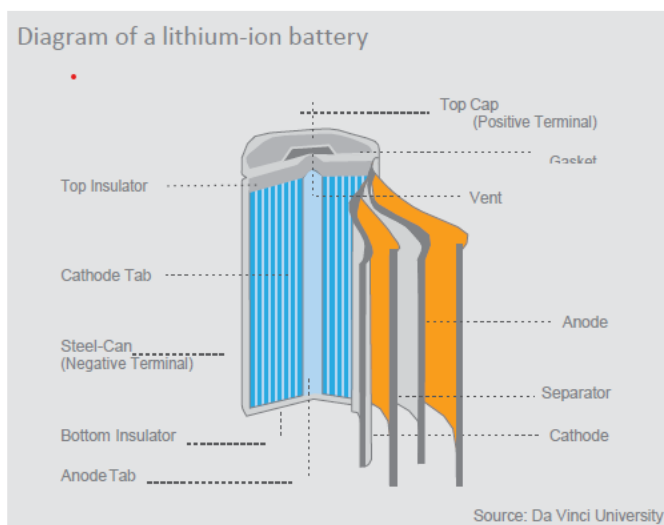 Diagram of a lithium-ion battery
Top Cap
(Positive Terminal)
Gasket
Top Insulator
Vent
Cathode Tab
Anode
Steel-Can
(Negative Terminal)
Separator
Bottom Insulator
Cathode
Anode Tab
Source: Da Vinci University